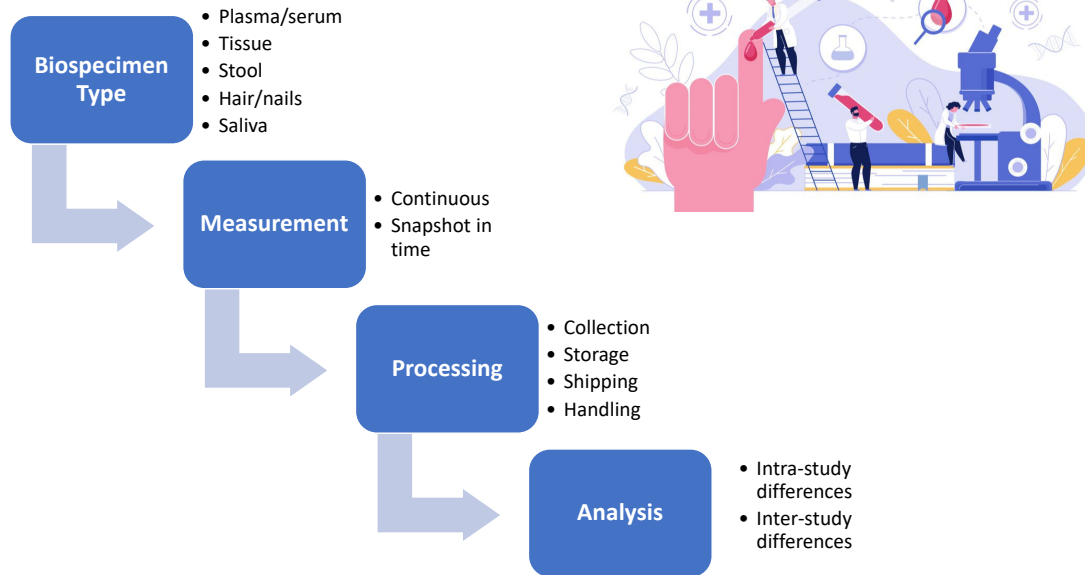 Biospecimen
Type
• Plasma/serum
• Tissue
• Stool
• Hair/nails
• Saliva
Measurement
• Continuous
• Snapshot in
time
Processing
• Collection
• Storage
• Shipping
• Handling
Analysis
• Intra-study
differences
• Inter-study
differences